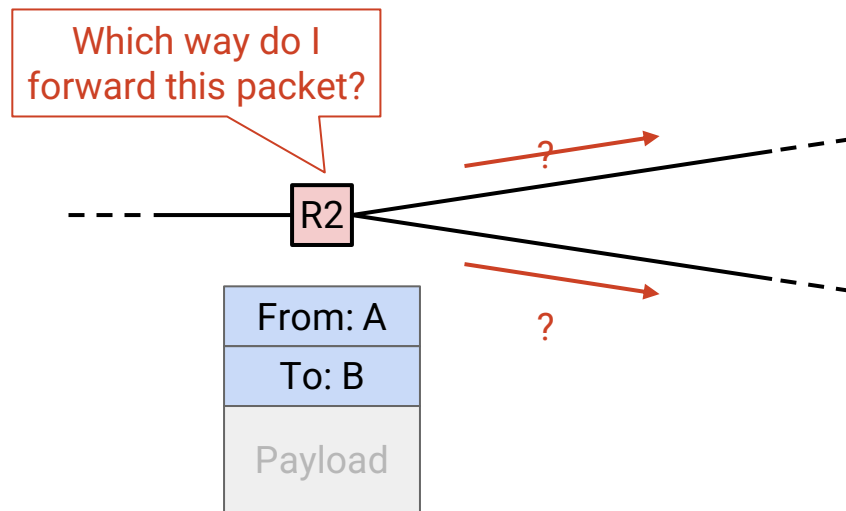 Which way do I
forward this packet?
?
R2
?
From: A
To: B
Payload